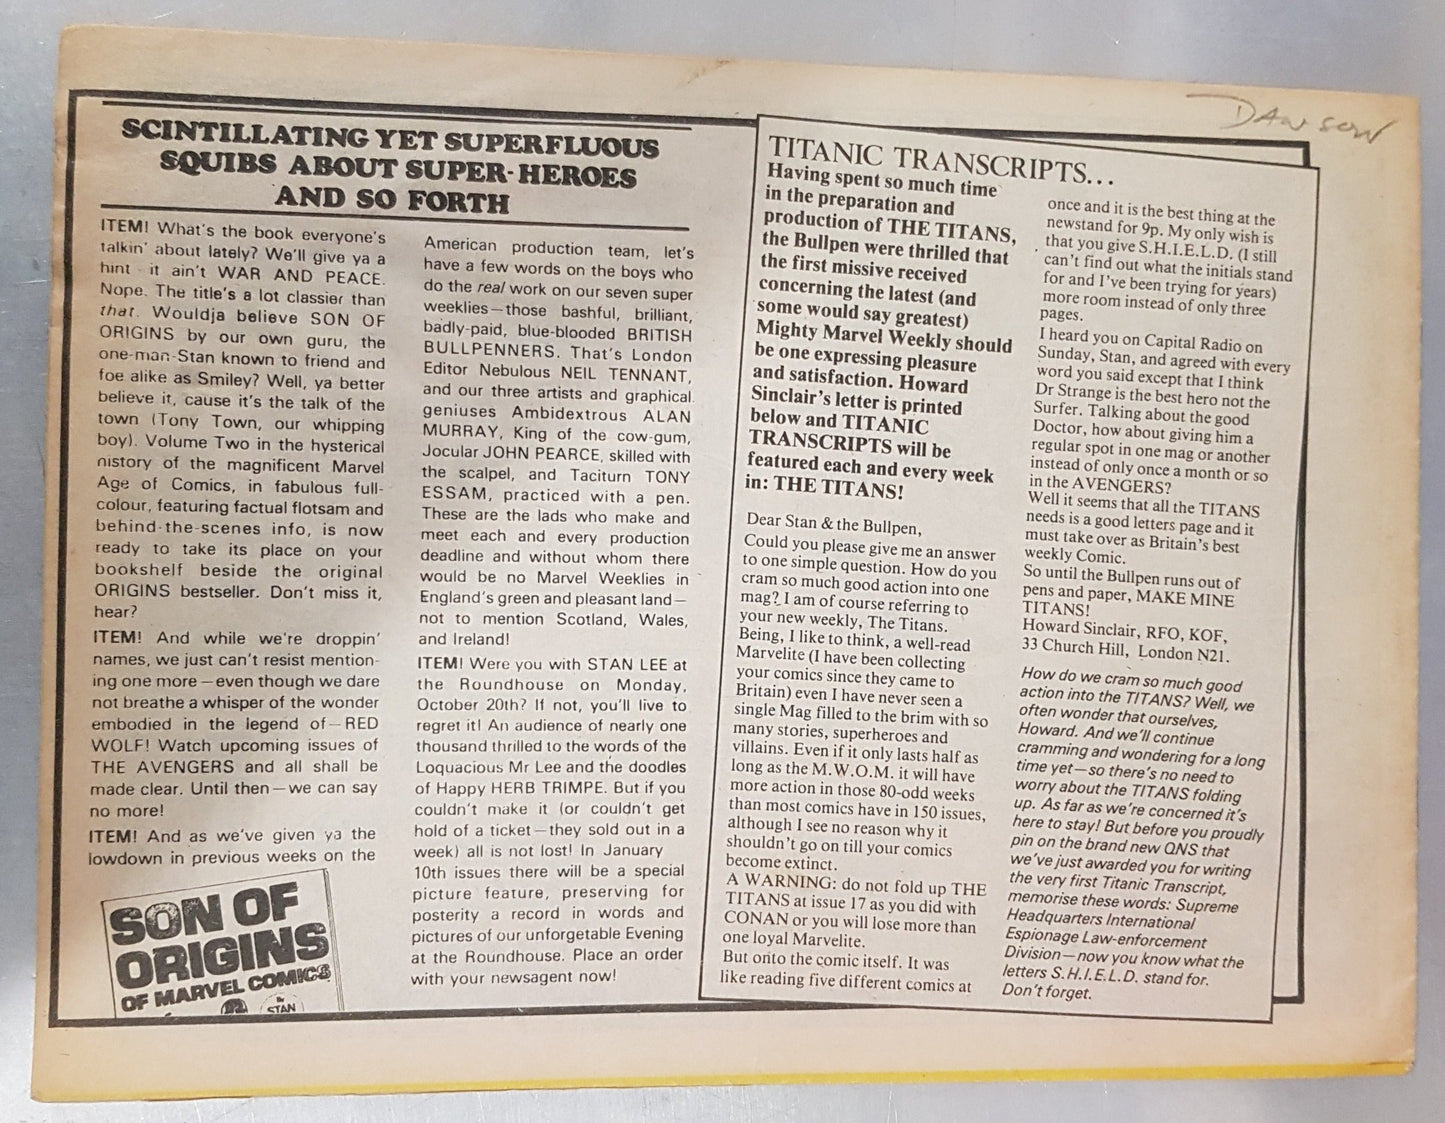 DAWSON
SCINTILLATING YET SUPERFLUOUS
SQUIBS ABOUT SUPER-HEROES
AND SO FORTH
ITEM! What's the book everyone's
talkin' about lately? We'll give ya a
hint - it ain't WAR AND PEACE.
Nope. The title's a lot classier than
that. Wouldja believe SON OF
ORIGINS by our own guru, the
one-man-Stan known to friend and
foe alike as Smiley? Well, ya better
believe it, cause it's the talk of the
town (Tony Town, our whipping
boy). Volume Two in the hysterical
history of the magnificent Marvel
Age of Comics, in fabulous full-
colour, featuring factual flotsam and
behind-the-scenes info, is now
ready to take its place on your
bookshelf beside the original
ORIGINS bestseller. Don't miss it,
hear?
ITEM! And while we're droppin'
names, we just can't resist mention-
ing one more—even though we dare
not breathe a whisper of the wonder
embodied in the legend of—RED
WOLF! Watch upcoming issues of
THE AVENGERS and all shall be
made clear. Until then—we can say
no more!
ITEM! And as we've given ya the
lowdown in previous weeks on the
SON OF
ORIGINS
OF MARVEL COMICS
By
STAN
American production team, let's
have a few words on the boys who
do the real work on our seven super
weeklies—those bashful, brilliant,
badly-paid, blue-blooded BRITISH
BULLPENNERS. That's London
Editor Nebulous NEIL TENNANT,
and our three artists and graphical
geniuses Ambidextrous ALAN
MURRAY, King of the cow-gum,
Jocular JOHN PEARCE, skilled with
the scalpel, and Taciturn TONY
ESSAM, practiced with a pen.
These are the lads who make and
meet each and every production
deadline and without whom there
would be no Marvel Weeklies in
England's green and pleasant land—
not to mention Scotland, Wales,
and Ireland!
ITEM! Were you with STAN LEE at
the Roundhouse on Monday,
October 20th? If not, you'll live to
regret it! An audience of nearly one
thousand thrilled to the words of the
Loquacious Mr Lee and the doodles
of Happy HERB TRIMPE. But if you
couldn't make it (or couldn't get
hold of a ticket—they sold out in a
week) all is not lost! In January
10th issues there will be a special
picture feature, preserving for
posterity a record in words and
pictures of our unforgetable Evening
at the Roundhouse. Place an order
with your newsagent now!
TITANIC TRANSCRIPTS...
Having spent so much time
in the preparation and
production of THE TITANS,
the Bullpen were thrilled that
the first missive received
concerning the latest (and
some would say greatest)
Mighty Marvel Weekly should
be one expressing pleasure
and satisfaction. Howard
Sinclair's letter is printed
below and TITANIC
TRANSCRIPTS will be
featured each and every week
in: THE TITANS!
Dear Stan & the Bullpen,
Could you please give me an answer
to one simple question. How do you
cram so much good action into one
mag? I am of course referring to
your new weekly, The Titans.
Being, I like to think, a well-read
Marvelite (I have been collecting
your comics since they came to
Britain) even I have never seen a
single Mag filled to the brim with so
many stories, superheroes and
villains. Even if it only lasts half as
long as the M.W.O.M. it will have
more action in those 80-odd weeks
than most comics have in 150 issues,
although I see no reason why it
shouldn't go on till your comics
become extinct.
A WARNING: do not fold up THE
TITANS at issue 17 as you did with
CONAN or you will lose more than
one loyal Marvelite.
But onto the comic itself. It was
like reading five different comics at
once and it is the best thing at the
newstand for 9p. My only wish is
that you give S.H.I.E.L.D. (I still
can't find out what the initials stand
for and I've been trying for years)
more room instead of only three
pages.
I heard you on Capital Radio on
Sunday, Stan, and agreed with every
word you said except that I think
Dr Strange is the best hero not the
Surfer. Talking about the good
Doctor, how about giving him a
regular spot in one mag or another
instead of only once a month or so
in the AVENGERS?
Well it seems that all the TITANS
needs is a good letters page and it
must take over as Britain's best
weekly Comic.
So until the Bullpen runs out of
pens and paper, MAKE MINE
TITANS!
Howard Sinclair, RFO, KOF,
33 Church Hill, London N21.
How do we cram so much good
action into the TITANS? Well, we
often wonder that ourselves,
Howard. And we'll continue
cramming and wondering for a long
time yet—so there's no need to
worry about the TITANS folding
up. As far as we're concerned it's
here to stay! But before you proudly
pin on the brand new QNS that
we've just awarded you for writing
the very first Titanic Transcript,
memorise these words: Supreme
Headquarters International
Espionage Law-enforcement
Division—now you know what the
letters S.H.I.E.L.D. stand for.
Don't forget.